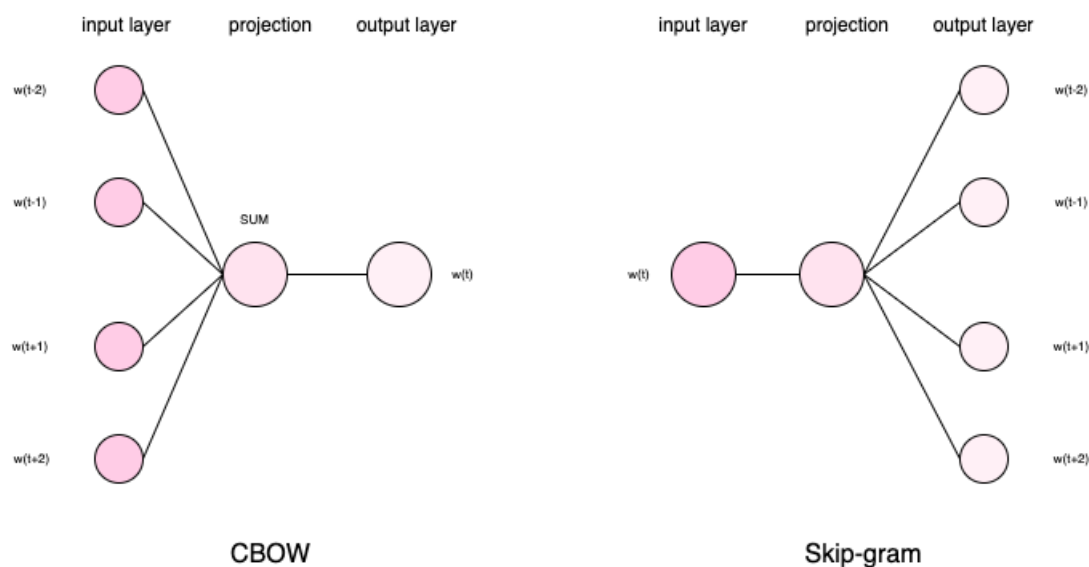 input layer projection output layer
w(t-2)
w(t-1)
SUM
w(t)
w(t+1)
w(t+2)
CBOW
input layer projection output layer
w(t-2)
w(t-1)
w(t)
w(t+1)
w(t+2)
Skip-gram